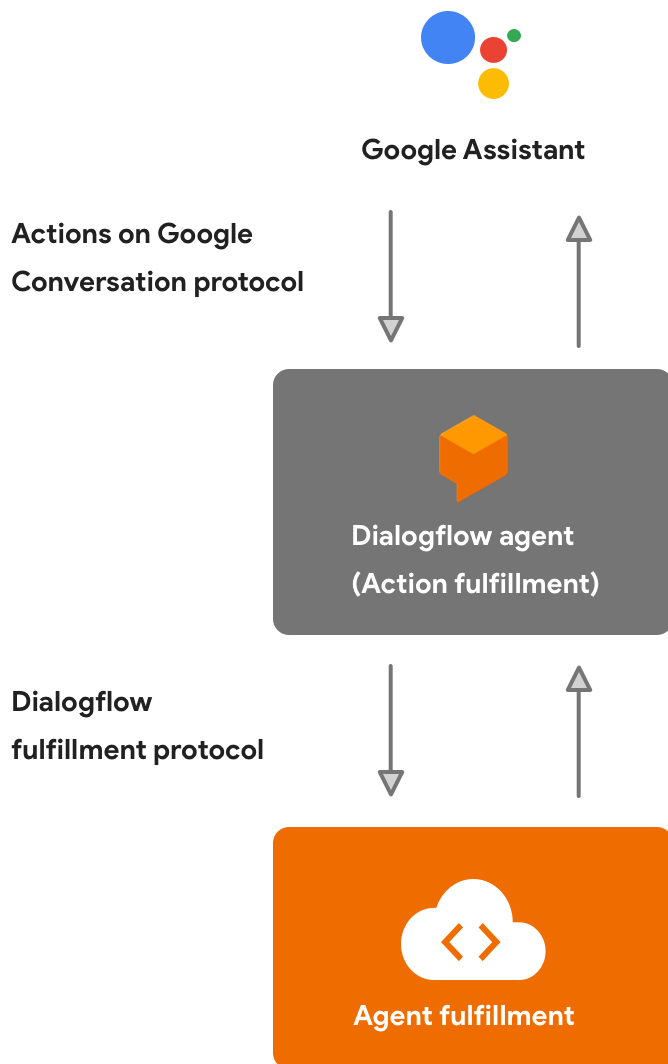 Google Assistant
Actions on Google
Conversation protocol
Dialogflow agent
(Action fulfillment)
Dialogflow
fulfillment protocol
Agent fulfillment